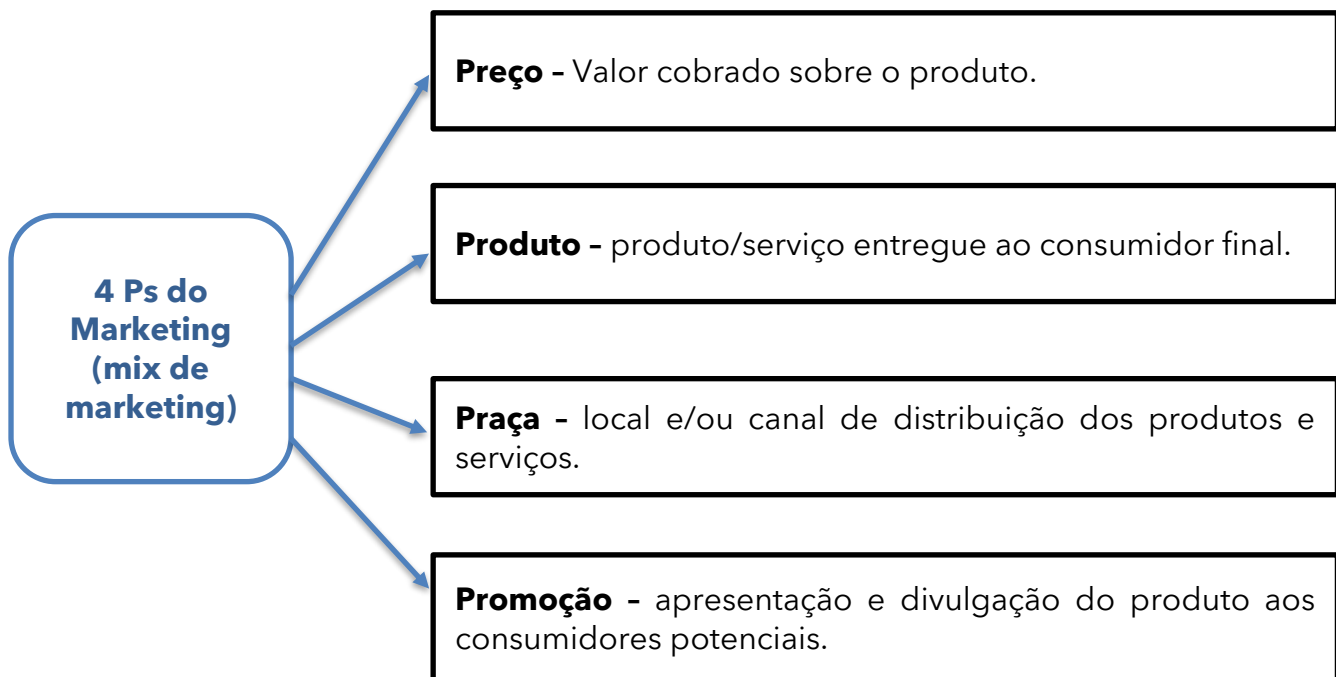 4 Ps do
Marketing
(mix de
marketing)
Preço – Valor cobrado sobre o produto.
Produto – produto/serviço entregue ao consumidor final.
Praça – local e/ou canal de distribuição dos produtos e
serviços.
Promoção – apresentação e divulgação do produto aos
consumidores potenciais.